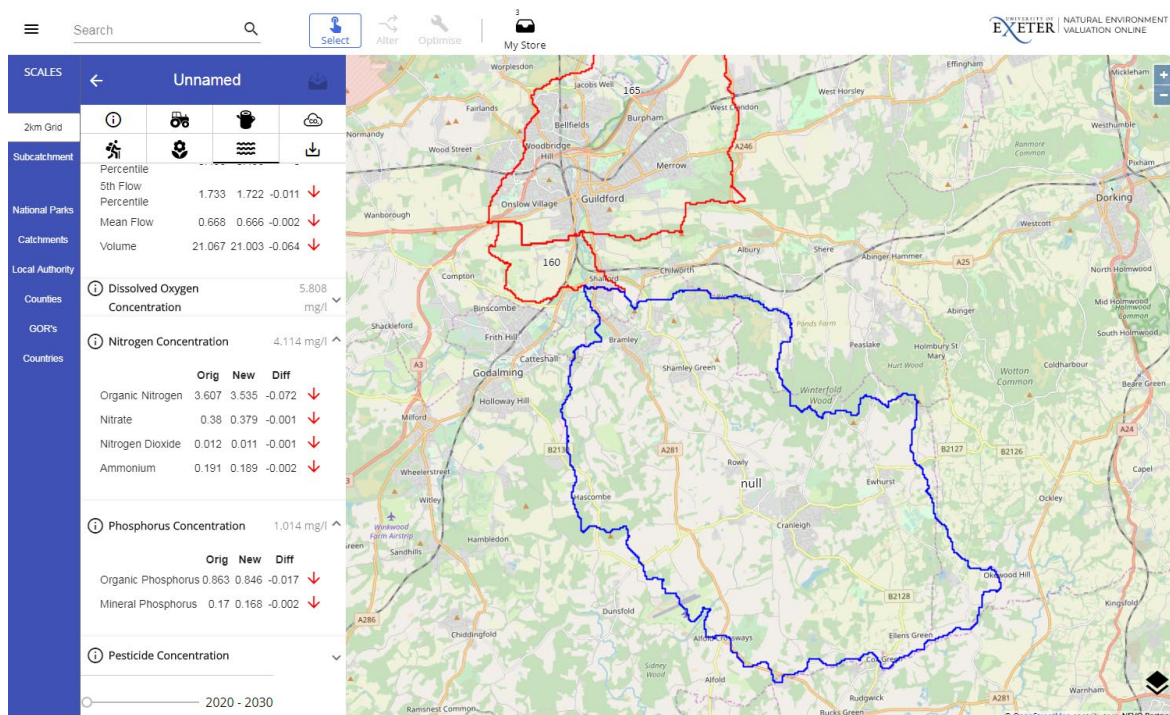 3
Search
Select
Alter
Optimise
My Store
UNIVERSITY OF
EXETER
NATURAL ENVIRONMENT
VALUATION ONLINE
SCALES
2km Grid
Subcatchment
National Parks
Catchments
Local Authority
Counties
GOR's
Countries
Unnamed
Percentile
5th Flow
Percentile
1.733 1.722 -0.011
Mean Flow 0.668 0.666 -0.002
Volume 21.067 21.003 -0.064
Dissolved Oxygen
Concentration
5.808
mg/l
Nitrogen Concentration 4.114 mg/l
Orig New Diff
Organic Nitrogen 3.607 3.535 -0.072
Nitrate 0.38 0.379 -0.001
Nitrogen Dioxide 0.012 0.011 -0.001
Ammonium 0.191 0.189 -0.002
Phosphorus Concentration 1.014 mg/l
Orig New Diff
Organic Phosphorus 0.863 0.846 -0.017
Mineral Phosphorus 0.17 0.168 -0.002
Pesticide Concentration
2020 - 2030
Worplesdon
Effingham
Mickleham
+
−
Jacobs Well
165
West Horsley
Fairlands
West Clandon
Burpham
Bellfields
Westhumble
Normandy
Wood Street
Woodbridge
Hill
A246
Ranmore
Common
Merrow
Pixham
Onslow Village
Guildford
Dorking
Wanborough
Westcott
Albury
Shere
Abinger Hammer
A25
160
Compton
Shalford
Chilworth
North Holmwood
Binscombe
Abinger
Mid Holmwood
Holmwood
Common
Ponds Farm
Shackleford
Frith Hill
Bramley
South Holmwood
Peaslake
Holmbury St
Mary
A3
Catteshall
Shamley Green
Hurt Wood
Wotton
Common
Coldharbour
Godalming
Winterfold
Wood
Beare Green
Holloway Hill
Milford
A24
B2130
A281
B2127
B2126
Rowly
Capel
Wheelerstreet
null
Ewhurst
Witley
Hascombe
Ockley
Cranleigh
Winkwood
Farm Airstrip
Hambledon
Sandhills
Okewood Hill
B2128
Kingsfold
A286
Dunsfold
Chiddingfold
Alfold Crossways
Ellens Green
Cox Green
Sidney
Wood
Alfold
Rudgwick
A281
Warnham
Ramsnest Common
Bucks Green